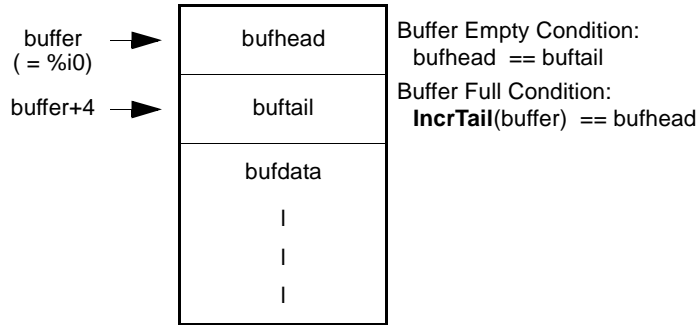 buffer
( = %i0)
buffer+4
bufhead
buftail
bufdata
Buffer Empty Condition:
bufhead == buftail
Buffer Full Condition:
IncrTail(buffer) == bufhead